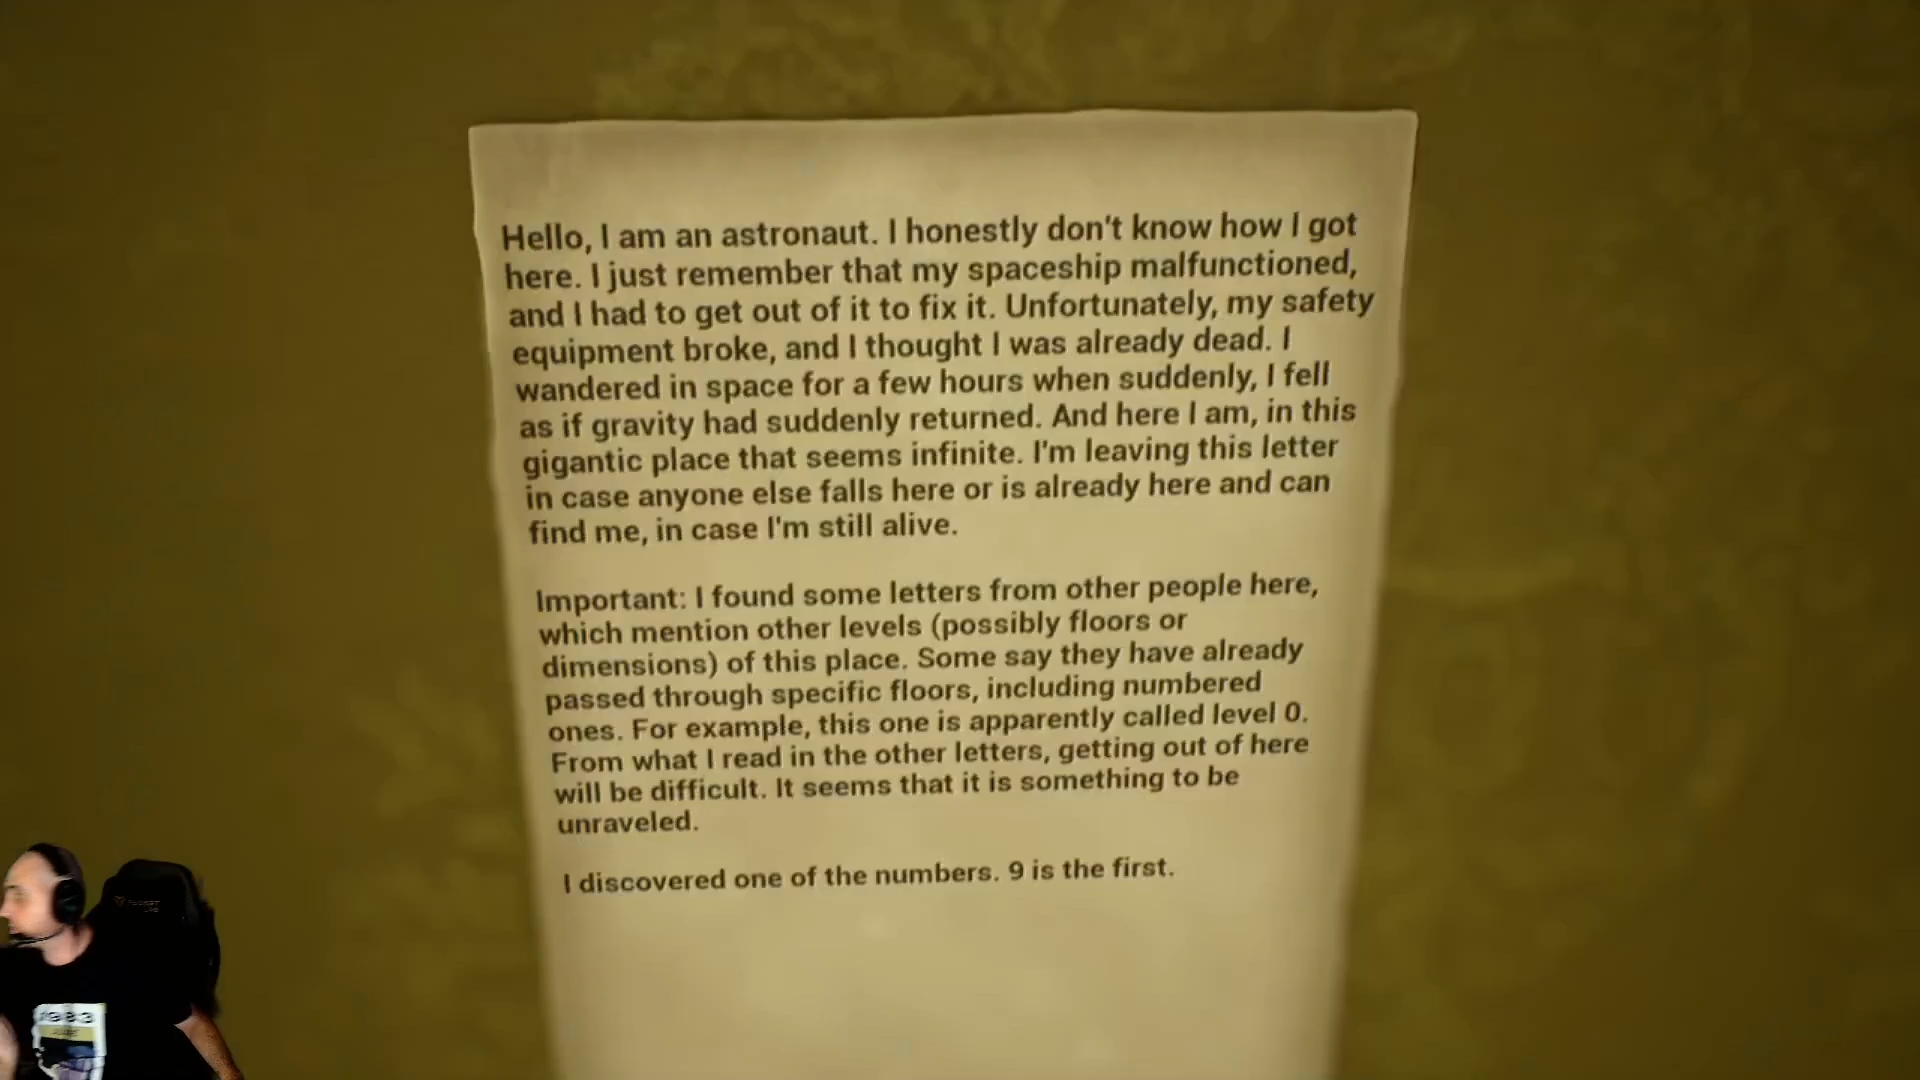 Hello, I am an astronaut. I honestly don't know how I got
here. I just remember that my spaceship malfunctioned,
and I had to get out of it to fix it. Unfortunately, my safety
equipment broke, and I thought I was already dead. I
wandered in space for a few hours when suddenly, I fell
as if gravity had suddenly returned. And here I am, in this
gigantic place that seems infinite. I'm leaving this letter
in case anyone else falls here or is already here and can
find me, in case I'm still alive.
Important: I found some letters from other people here,
which mention other levels (possibly floors or
dimensions) of this place. Some say they have already
passed through specific floors, including numbered
ones. For example, this one is apparently called level 0.
From what I read in the other letters, getting out of here
will be difficult. It seems that it is something to be
unraveled.
I discovered one of the numbers. 9 is the first.